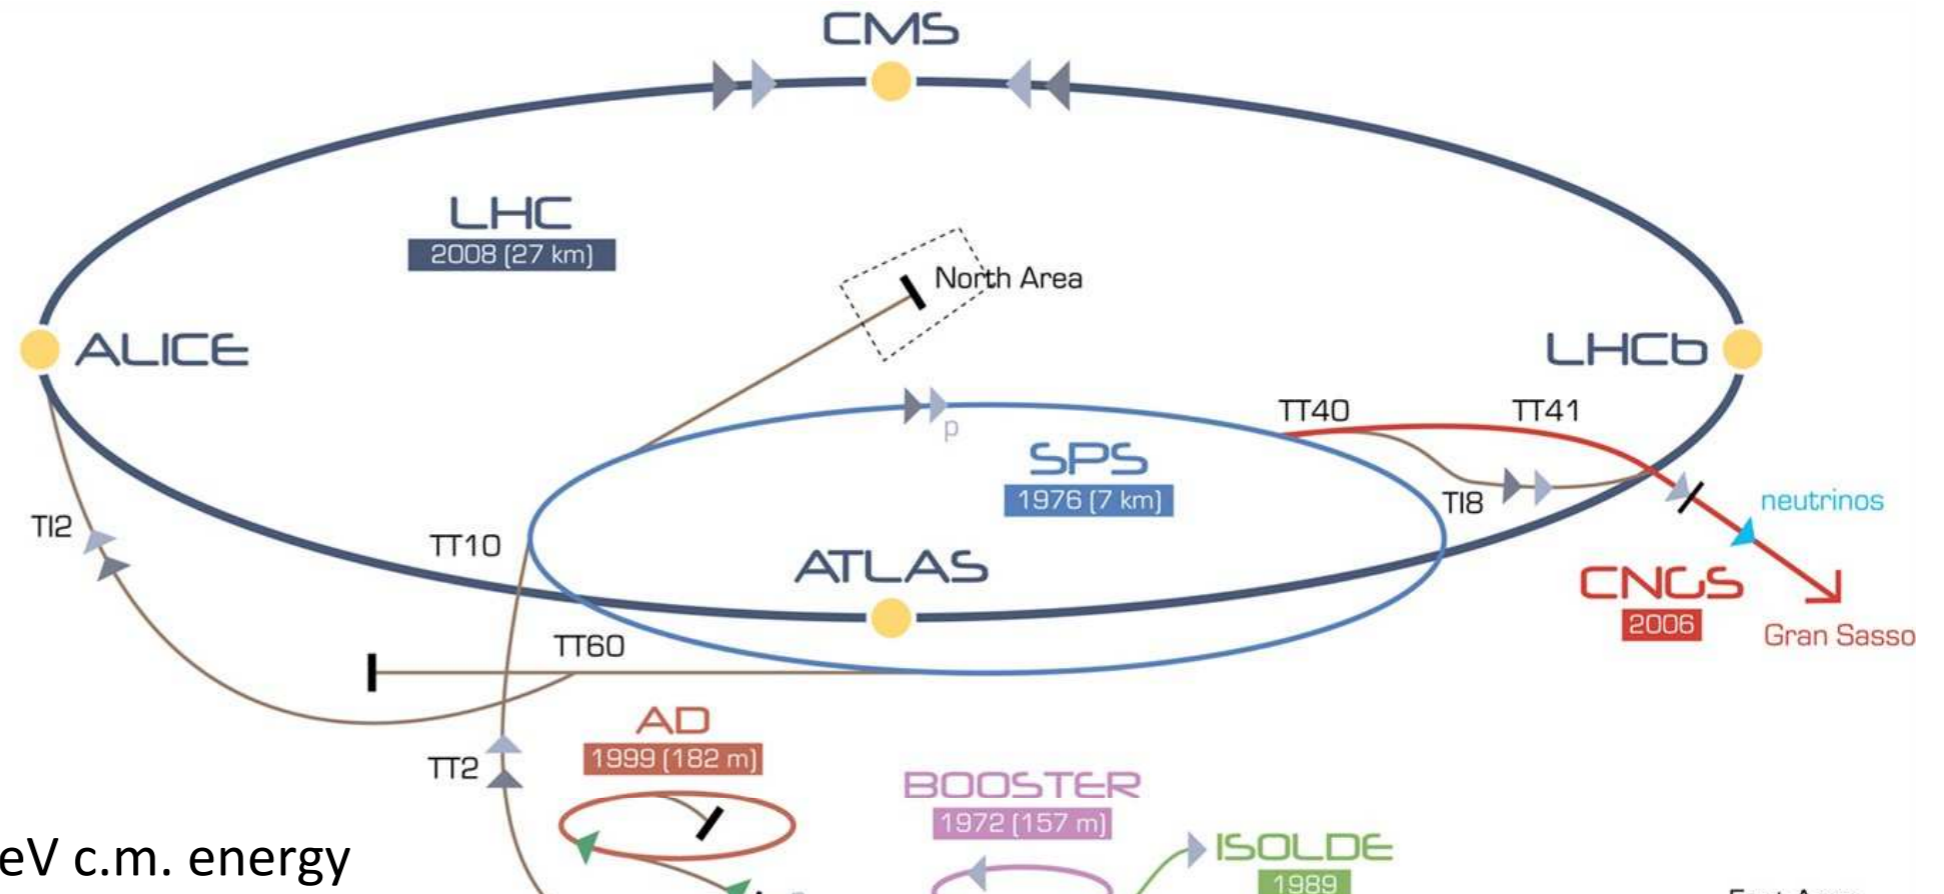 CMS
LHC
2008 (27 km)
North Area
ALICE
LHCb
p
TT40
TT41
SPS
1976 (7 km)
TI8
neutrinos
TI2
TT10
ATLAS
CNGS
2006
Gran Sasso
TT60
AD
1999 (182 m)
TT2
BOOSTER
1972 (157 m)
ISOLDE
1989
eV c.m. energy